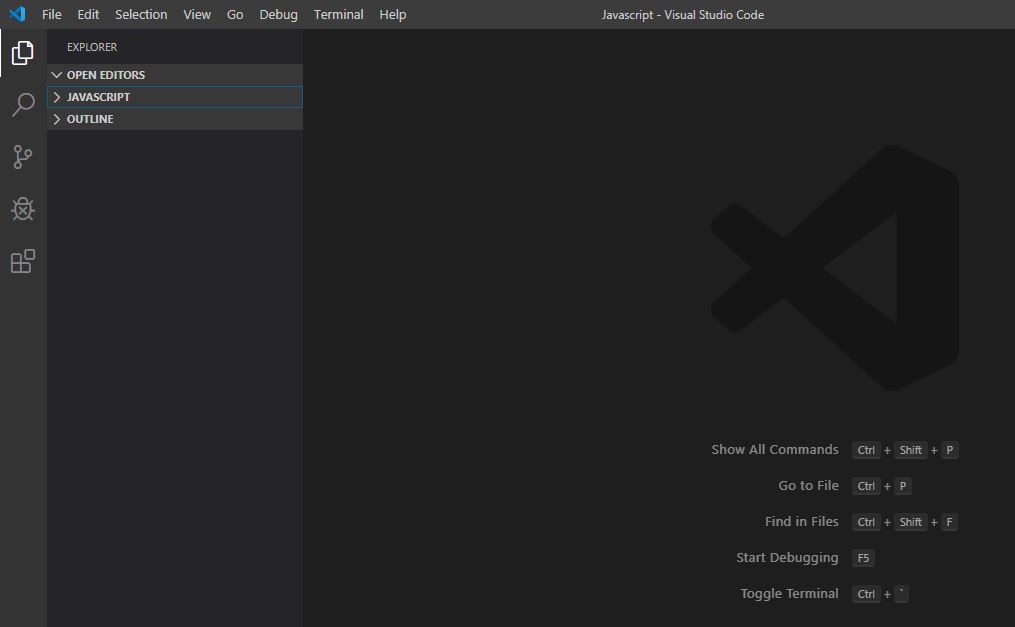 File Edit Selection View Go Debug Terminal Help Javascript - Visual Studio Code
EXPLORER
OPEN EDITORS
JAVASCRIPT
OUTLINE
Show All Commands Ctrl + Shift + P
Go to File Ctrl + P
Find in Files Ctrl + Shift + F
Start Debugging F5
Toggle Terminal Ctrl + `